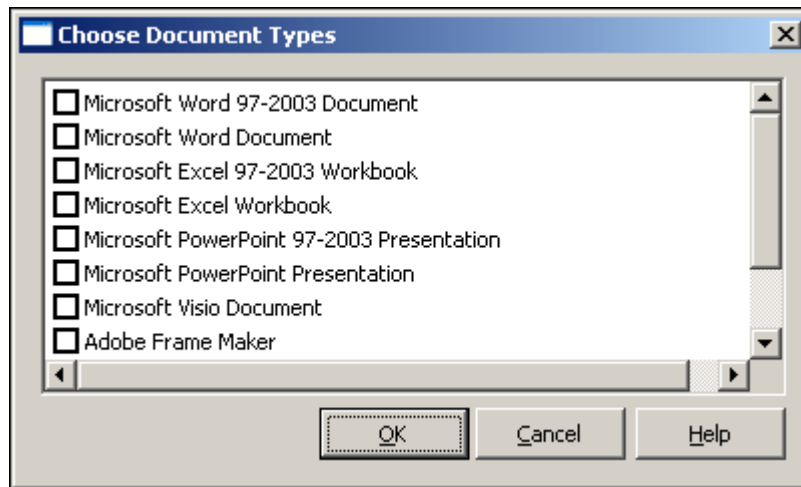 Choose Document Types
Microsoft Word 97-2003 Document
Microsoft Word Document
Microsoft Excel 97-2003 Workbook
Microsoft Excel Workbook
Microsoft PowerPoint 97-2003 Presentation
Microsoft PowerPoint Presentation
Microsoft Visio Document
Adobe Frame Maker
OK Cancel Help